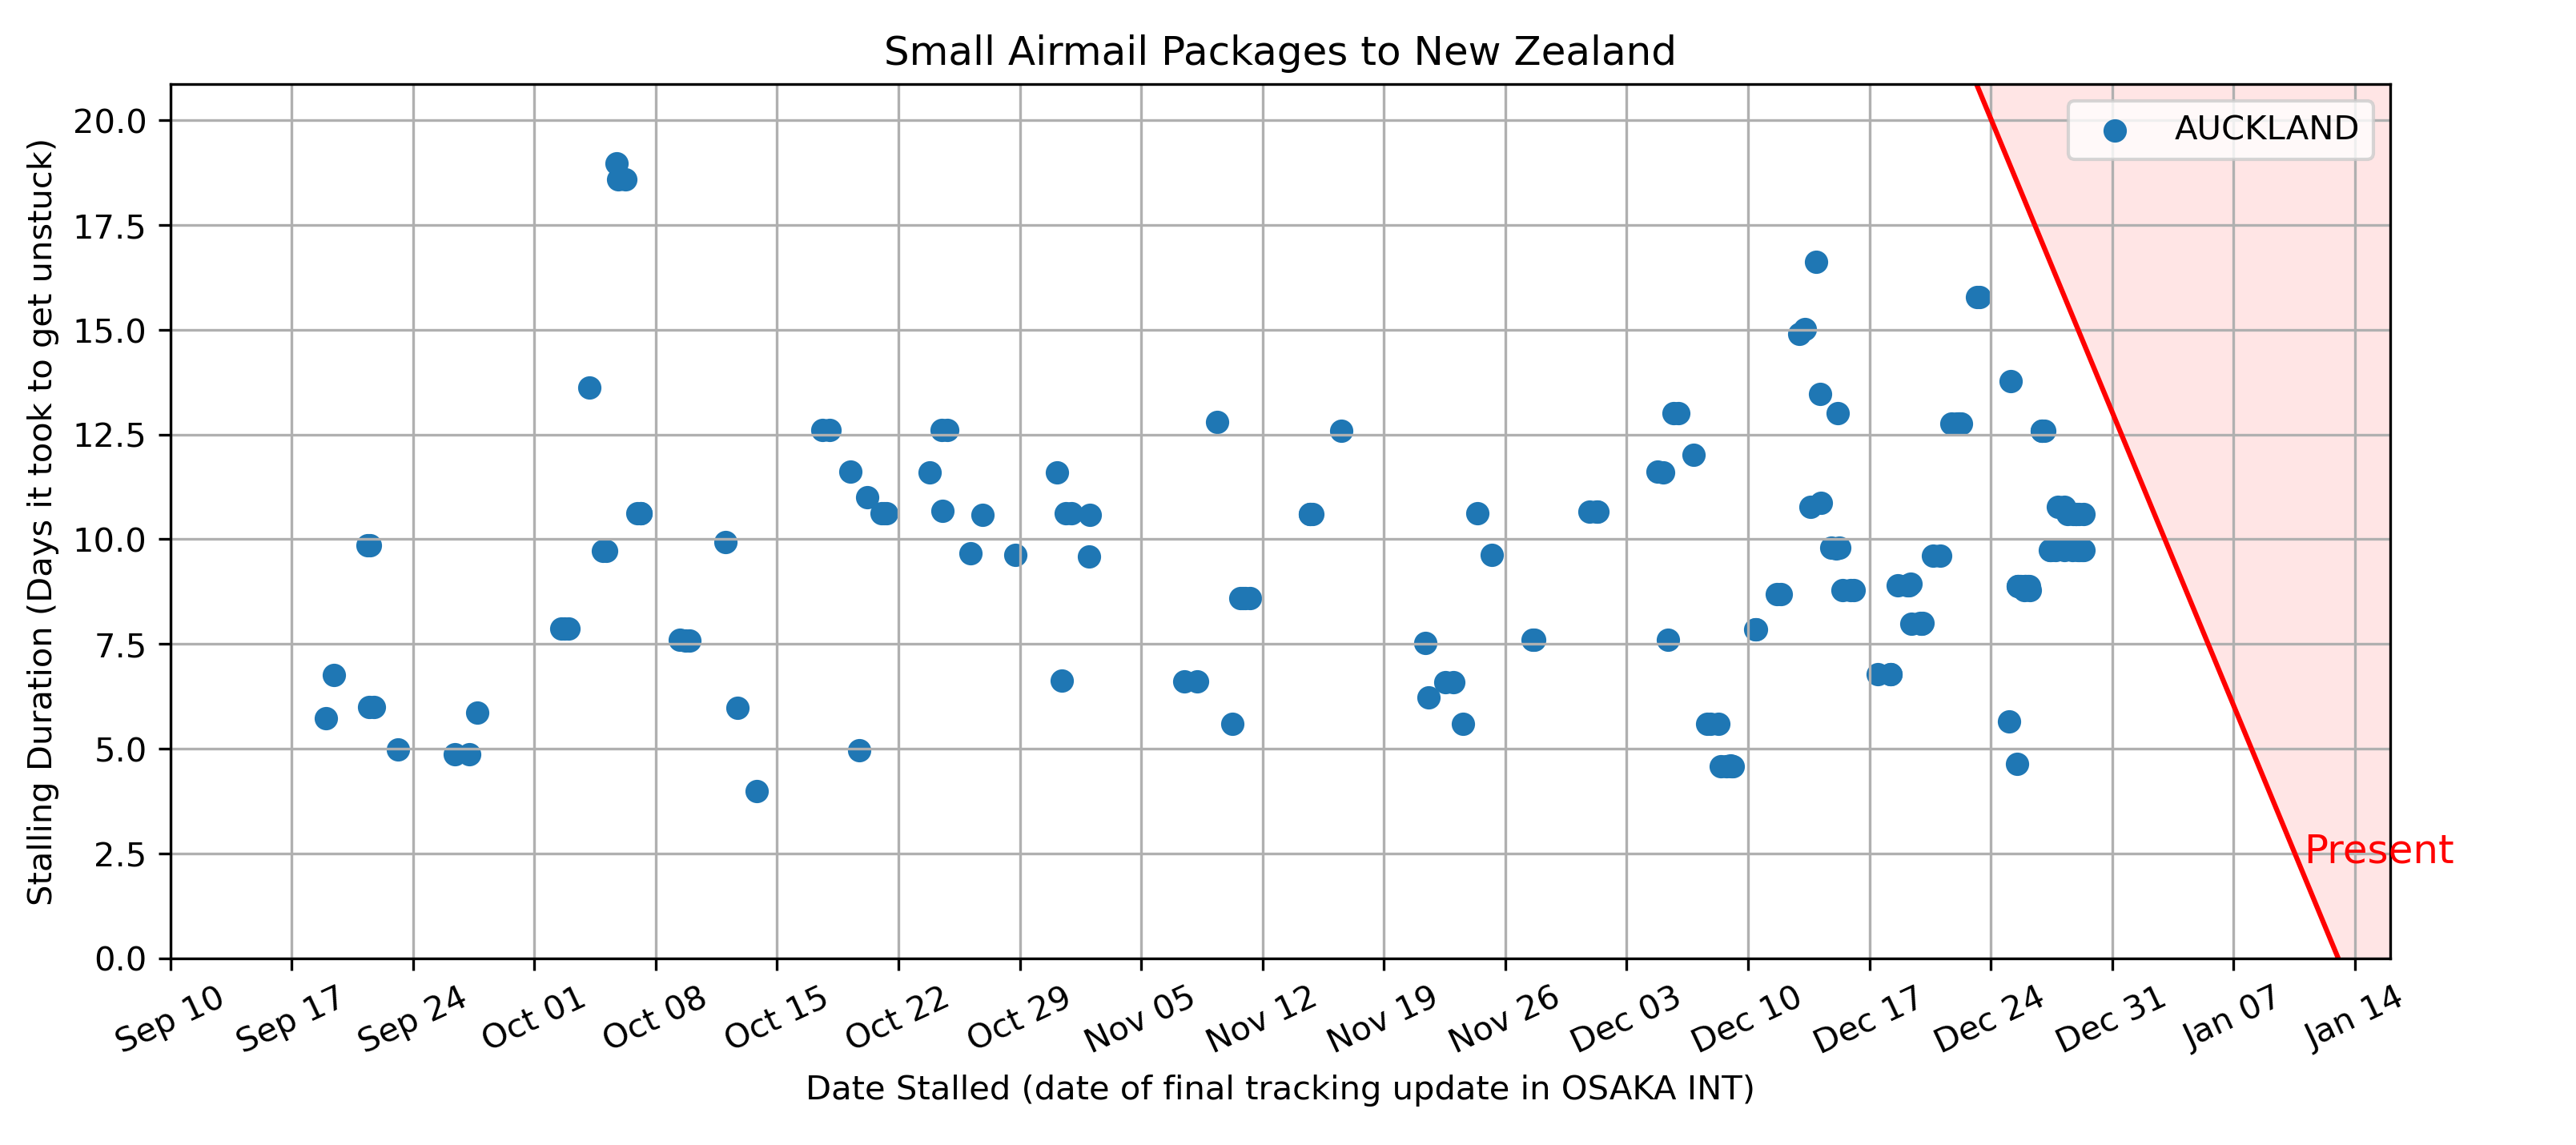 Small Airmail Packages to New Zealand
Stalling Duration (Days it took to get unstuck)
20.0
17.5
15.0
12.5
10.0
7.5
5.0
2.5
0.0
AUCKLAND
Present
Sep 10
Sep 17
Sep 24
Oct 01
Oct 08
Oct 15
Oct 22
Oct 29
Nov 05
Nov 12
Nov 19
Nov 26
Dec 03
Dec 10
Dec 17
Dec 24
Dec 31
Jan 07
Jan 14
Date Stalled (date of final tracking update in OSAKA INT)